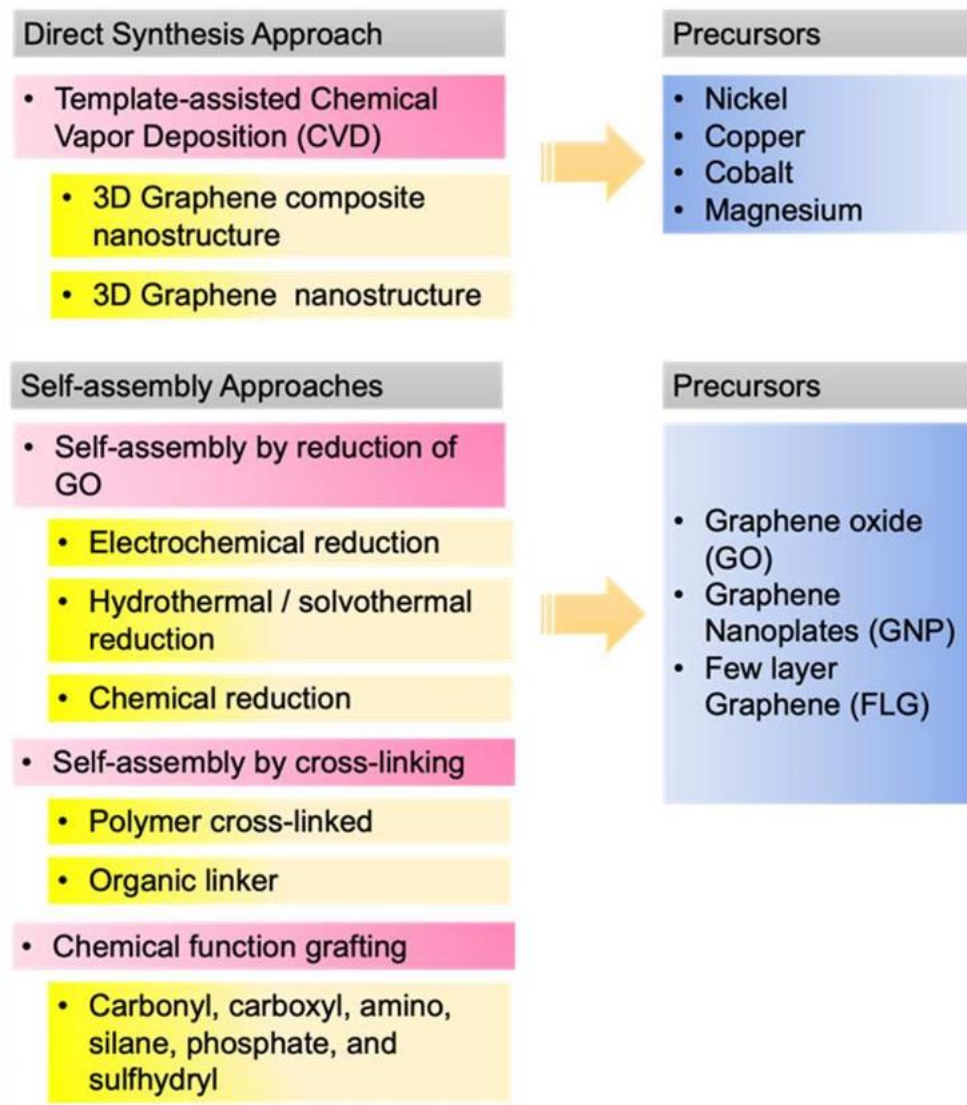 Direct Synthesis Approach
• Template-assisted Chemical
Vapor Deposition (CVD)
• 3D Graphene composite
nanostructure
• 3D Graphene nanostructure
Precursors
• Nickel
• Copper
• Cobalt
• Magnesium
Self-assembly Approaches
• Self-assembly by reduction of
GO
• Electrochemical reduction
• Hydrothermal / solvothermal
reduction
• Chemical reduction
• Self-assembly by cross-linking
• Polymer cross-linked
• Organic linker
• Chemical function grafting
• Carbonyl, carboxyl, amino,
silane, phosphate, and
sulfhydryl
Precursors
• Graphene oxide
(GO)
• Graphene
Nanoplates (GNP)
• Few layer
Graphene (FLG)